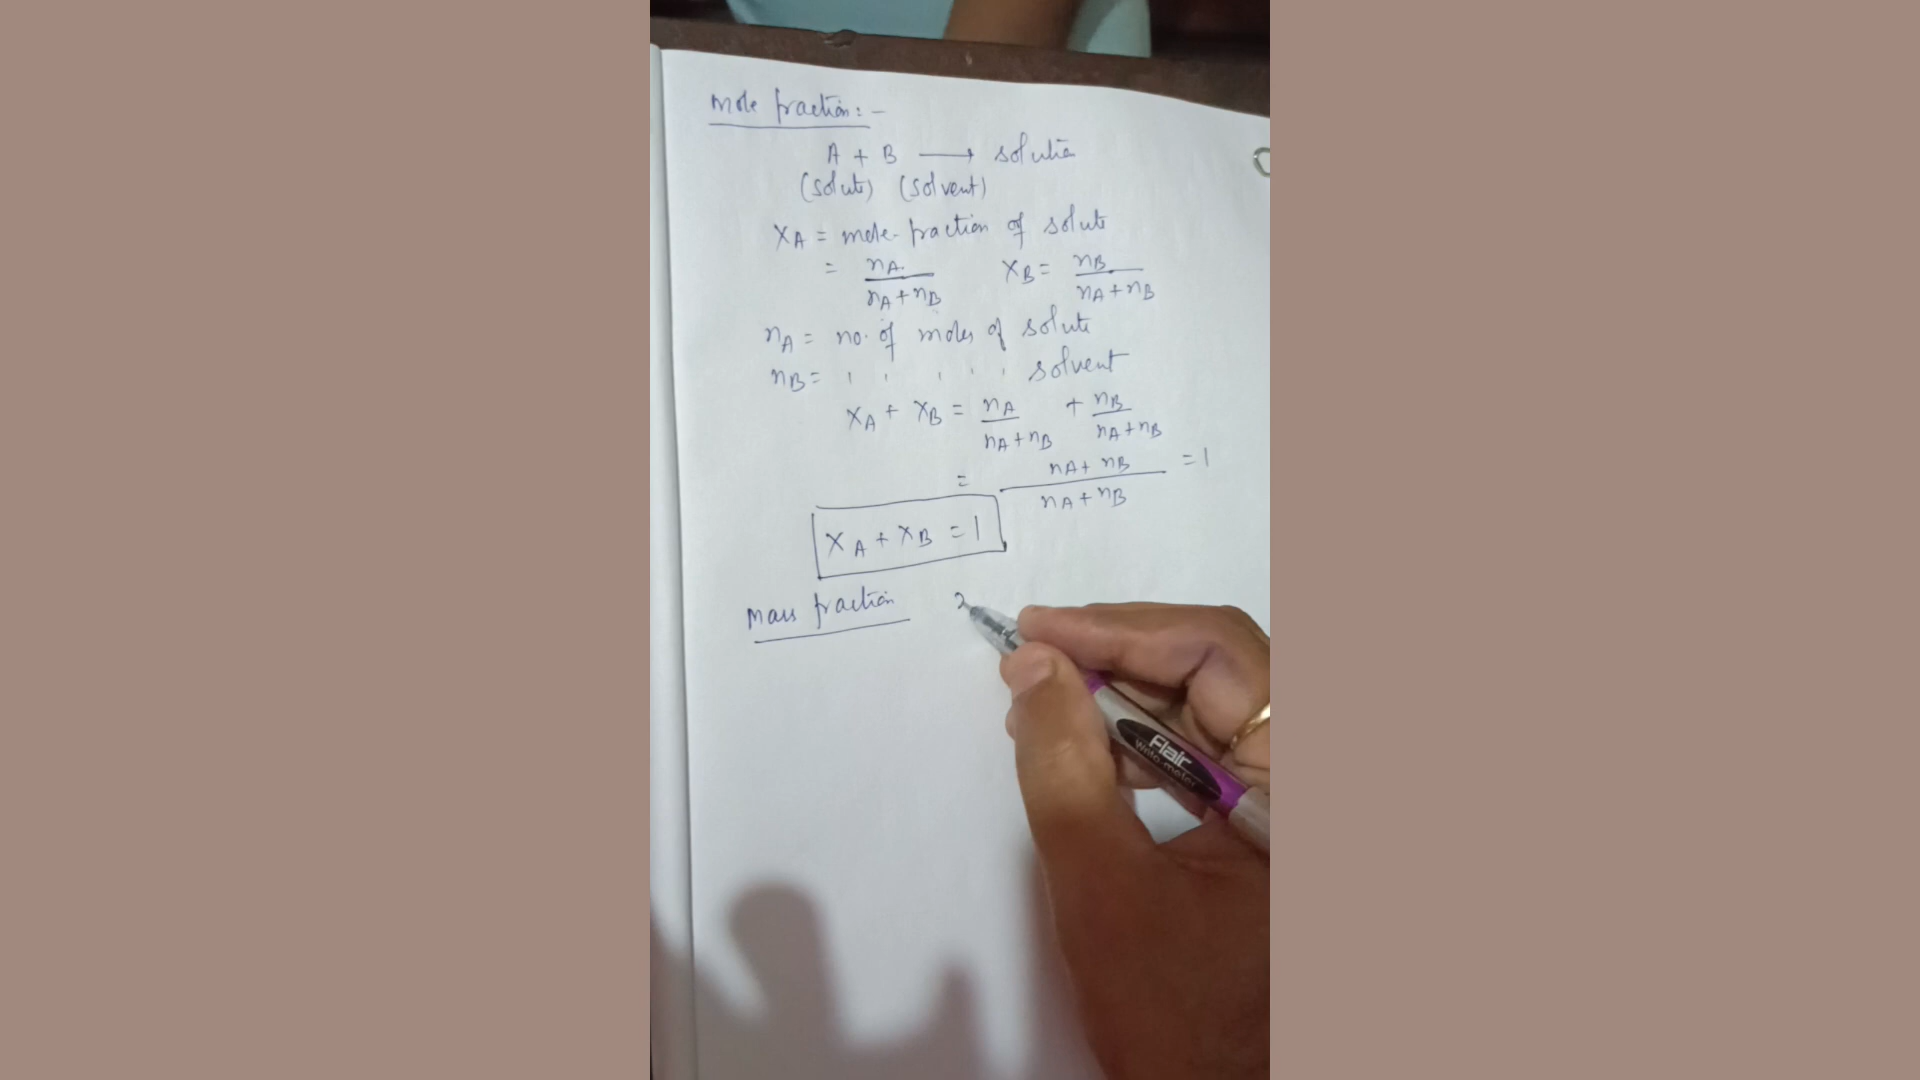 Mole fraction: -
A + B → solution
(solute) (solvent)
XA = mole-fraction of solute
= nA / nA + nB XB = nB / nA + nB
nA = no. of moles of solute
nB = , , , , , solvent
XA + XB = nA / nA + nB + nB / nA + nB
= nA + nB / nA + nB = 1
XA + XB = 1
Mass fraction
Flair
Writo-meter